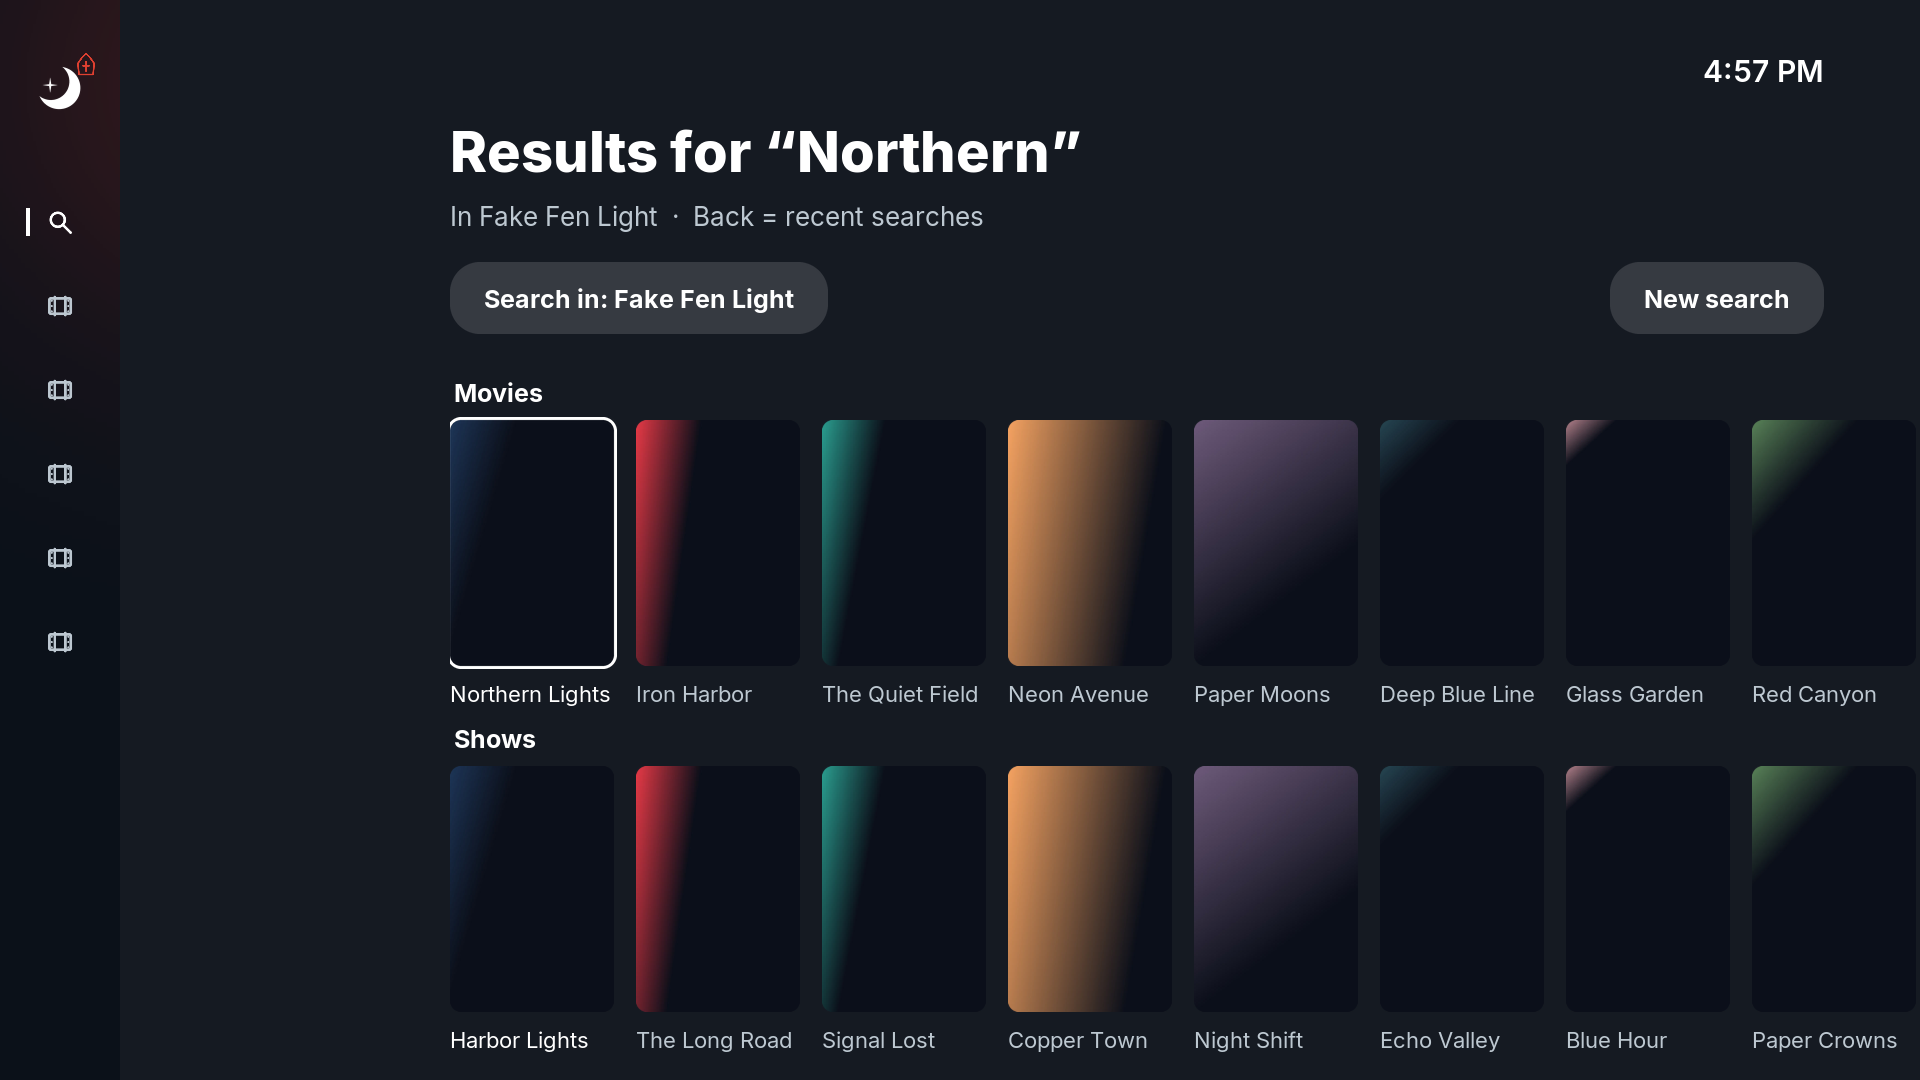 4:57 PM
Results for “Northern”
In Fake Fen Light · Back = recent searches
Search in: Fake Fen Light
New search
Movies
Northern Lights
Iron Harbor
The Quiet Field
Neon Avenue
Paper Moons
Deep Blue Line
Glass Garden
Red Canyon
Shows
Harbor Lights
The Long Road
Signal Lost
Copper Town
Night Shift
Echo Valley
Blue Hour
Paper Crowns